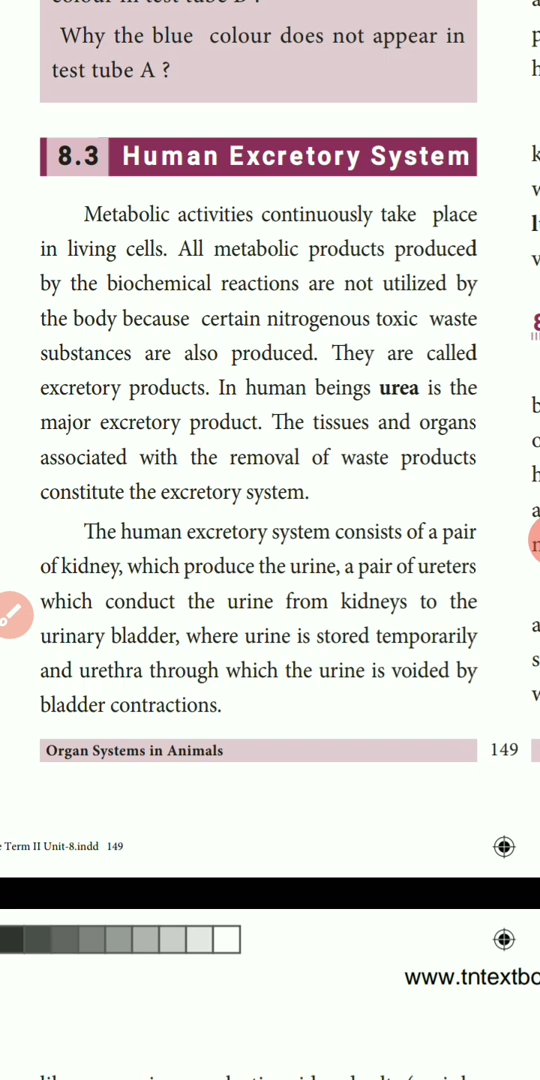 Why the blue colour does not appear in
test tube A ?
8.3 Human Excretory System
Metabolic activities continuously take place
in living cells. All metabolic products produced
by the biochemical reactions are not utilized by
the body because certain nitrogenous toxic waste
substances are also produced. They are called
excretory products. In human beings urea is the
major excretory product. The tissues and organs
associated with the removal of waste products
constitute the excretory system.
The human excretory system consists of a pair
of kidney, which produce the urine, a pair of ureters
which conduct the urine from kidneys to the
urinary bladder, where urine is stored temporarily
and urethra through which the urine is voided by
bladder contractions.
Organ Systems in Animals 149
Term II Unit-8.indd 149